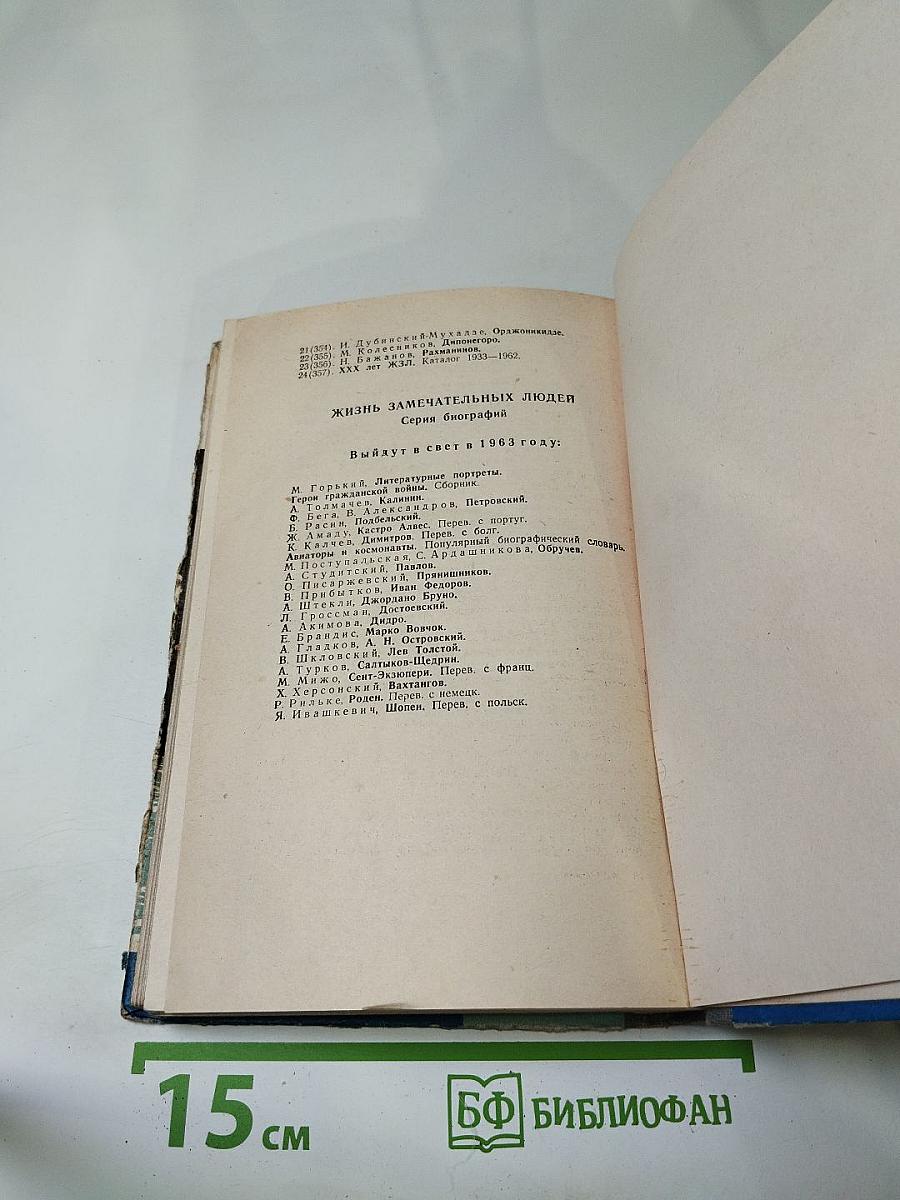 21(354). И. Дубинский-Мухадзе, Орджоникидзе.
22(355). М. Колесников, Дипонегоро.
23(356). Н. Бажанов, Рахманинов.
24(357). XXX лет ЖЗЛ. Каталог 1933—1962.
ЖИЗНЬ ЗАМЕЧАТЕЛЬНЫХ ЛЮДЕЙ
Серия биографий
Выйдут в свет в 1963 году:
М. Горький, Литературные портреты.
Герои гражданской войны. Сборник.
А. Толмачев, Калинин.
Ф. Бега, В. Александров, Петровский.
Б. Расин, Подбельский.
Ж. Амаду, Кастро Алвес. Перев. с португ.
К. Калчев, Димитров. Перев. с болг.
Авиаторы и космонавты. Популярный биографический словарь.
М. Поступальская, С. Ардашникова, Обручев.
А. Студитский, Павлов.
О. Писаржевский, Прянишников.
В. Прибытков, Иван Федоров.
А. Штекли, Джордано Бруно.
Л. Гроссман, Достоевский.
А. Акимова, Дидро.
Е. Брандис, Марко Вовчок.
А. Гладков, А. Н. Островский.
В. Шкловский, Лев Толстой.
А. Турков, Салтыков-Щедрин.
М. Мижо, Сент-Экзюпери. Перев. с франц.
Х. Херсонский, Вахтангов.
Р. Рильке, Роден. Перев. с немецк.
Я. Ивашкевич, Шопен. Перев. с польск.
15 см
БФ БИБЛИОФАН